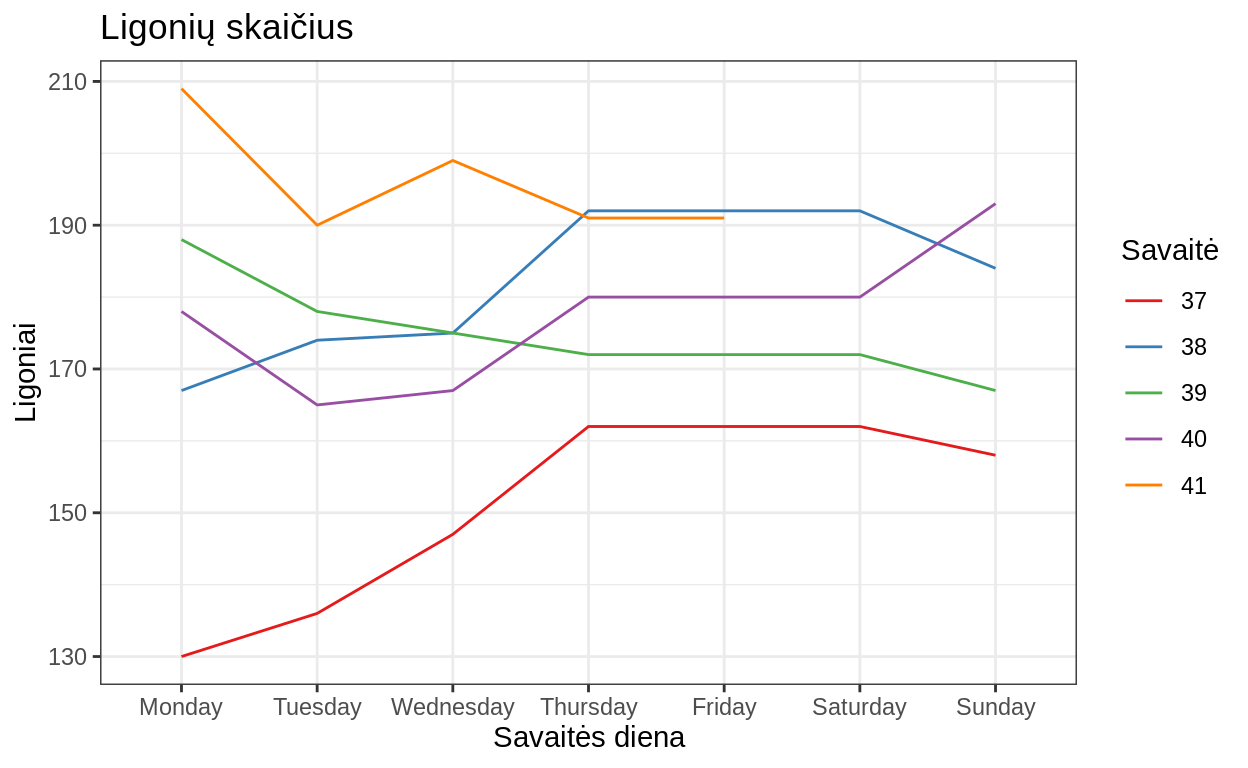 Ligonių skaičius
210
190
170
150
130
Ligoniai
Monday Tuesday Wednesday Thursday Friday Saturday Sunday
Savaitės diena
Savaitė
37
38
39
40
41